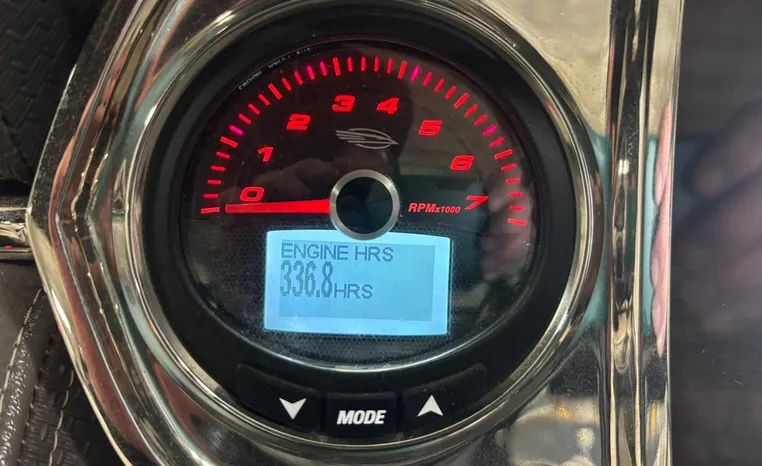 3 4
2 5
1 6
0 RPMx1000 7
ENGINE HRS
336.8HRS
MODE